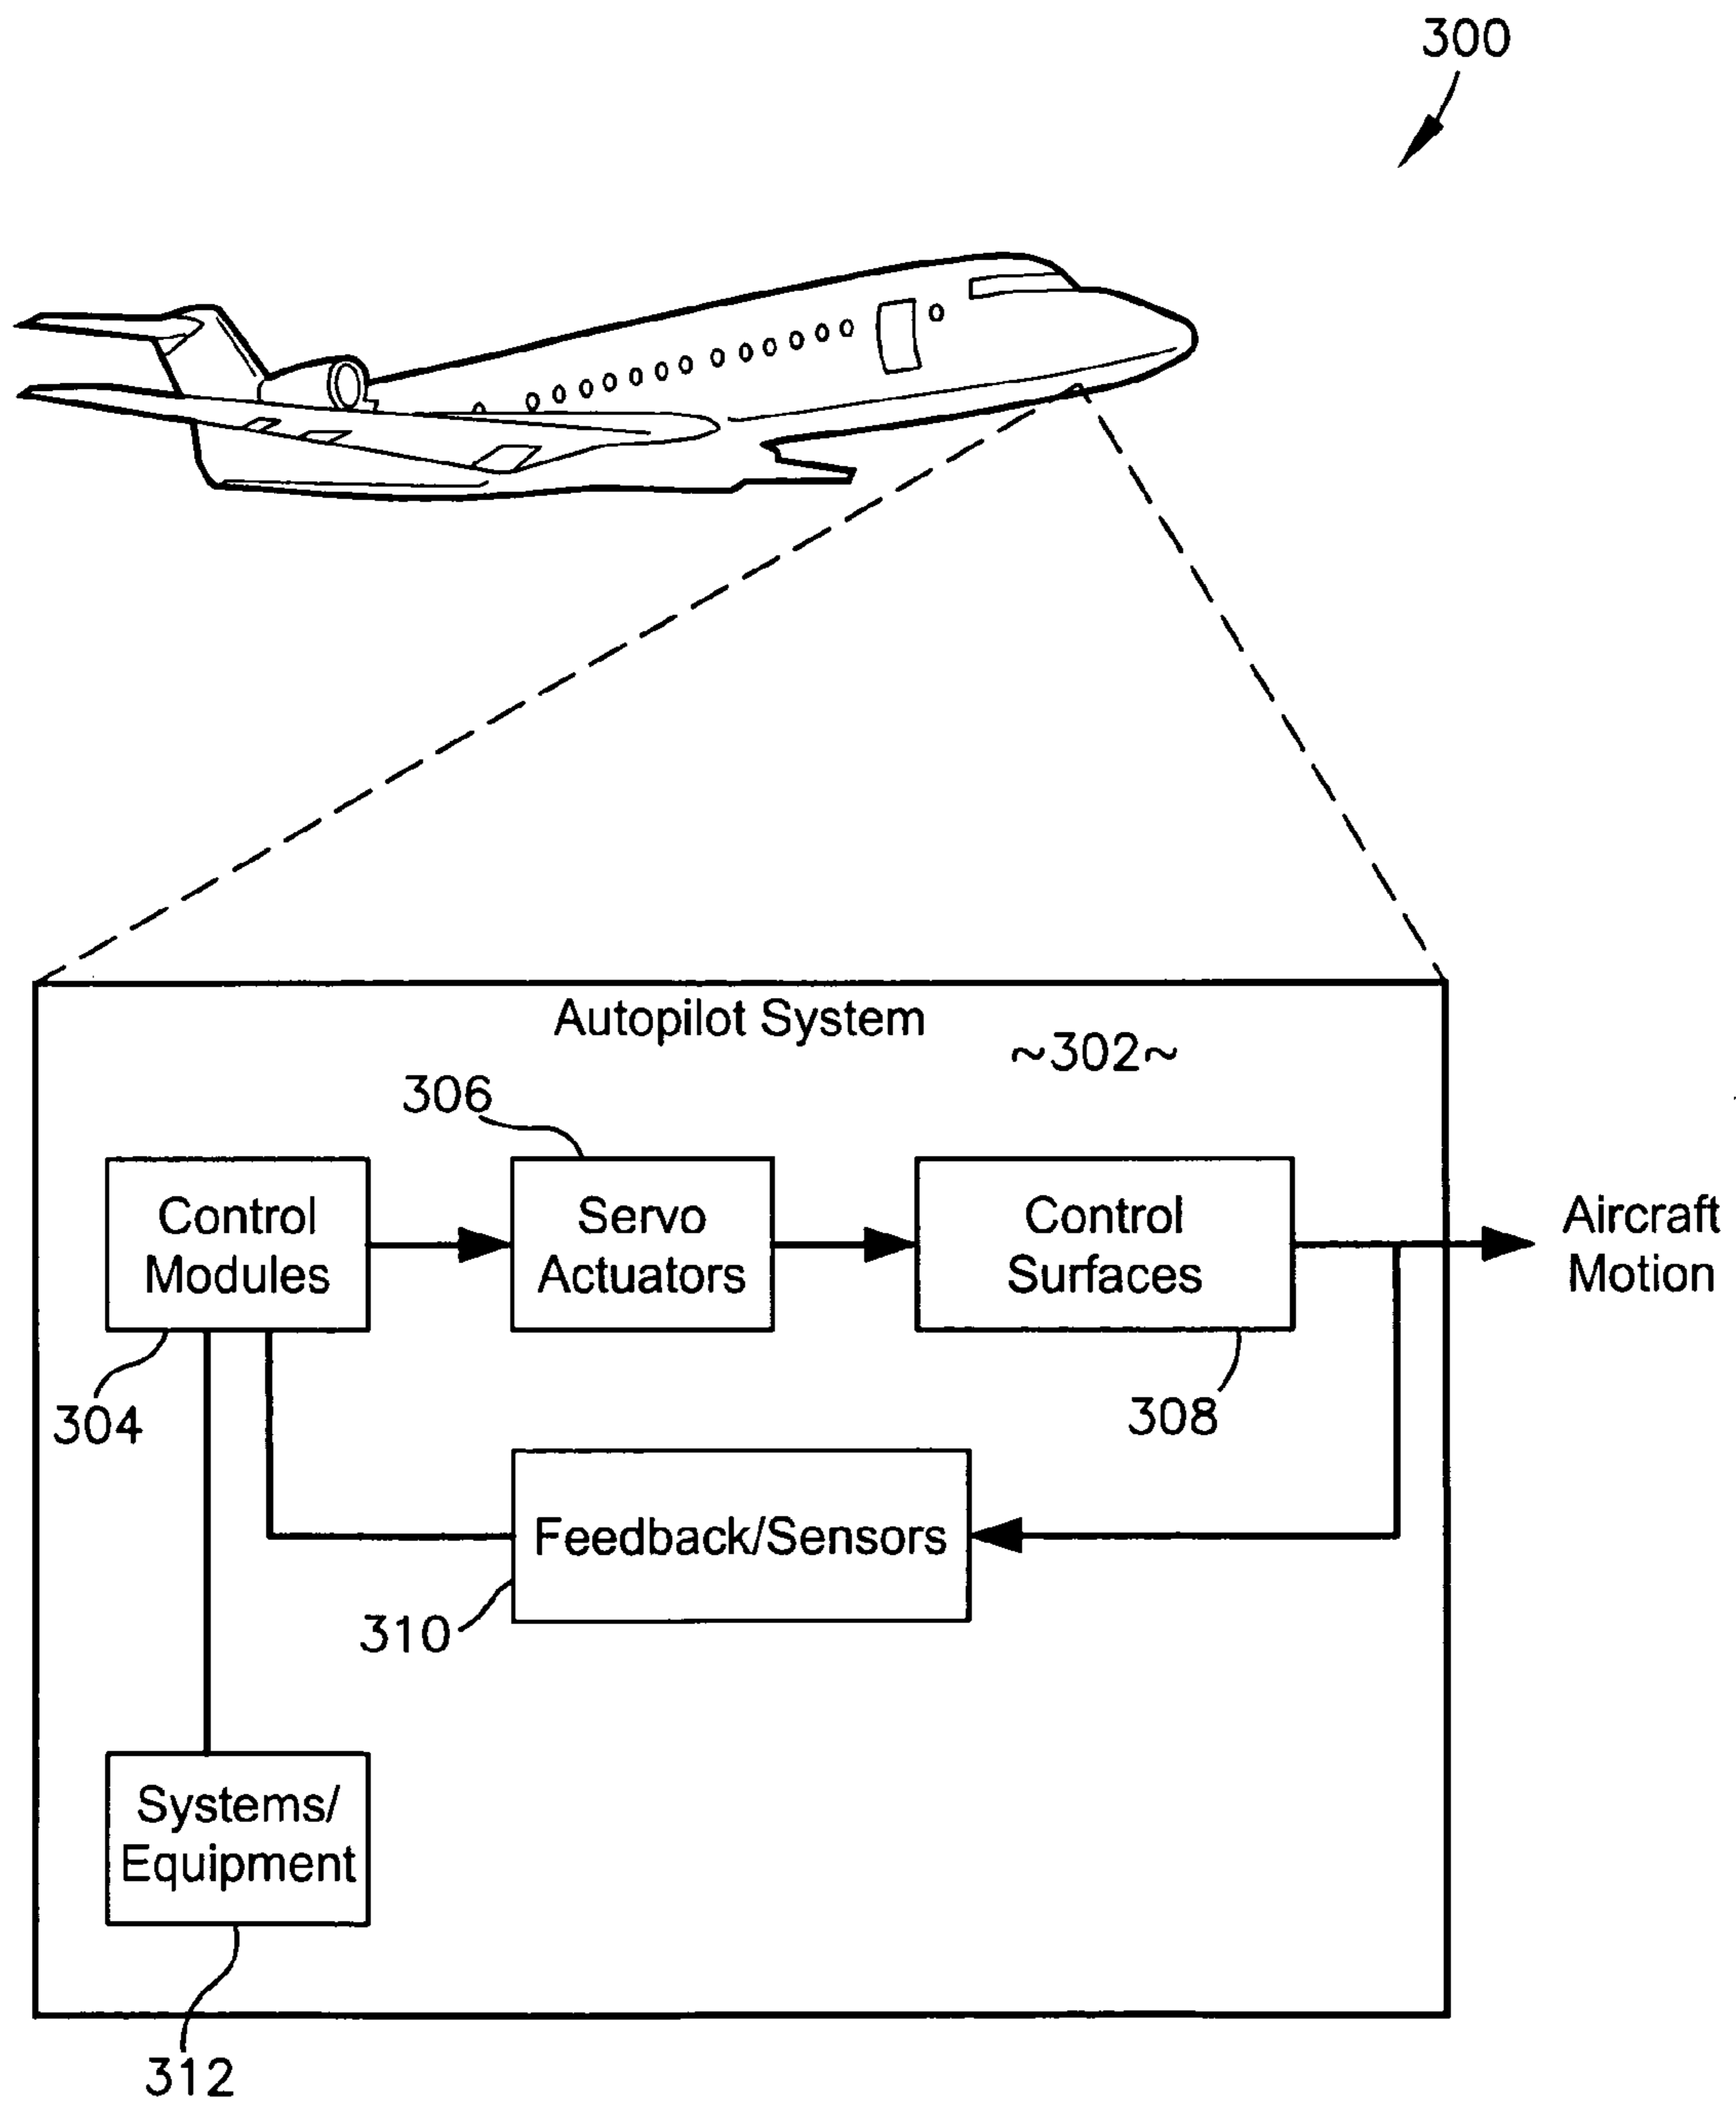 300
Autopilot System
~302~
306
Control
Modules
Servo
Actuators
Control
Surfaces
Aircraft
Motion
304
308
Feedback/Sensors
310
Systems/
Equipment
312